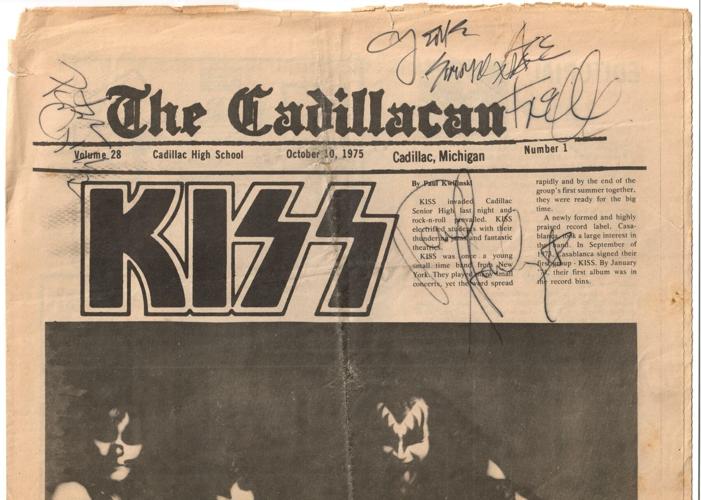 Gene
Simmons
Ace
The Cadillacan
Volume 28 Cadillac High School October 10, 1975 Cadillac, Michigan Number 1
KISS
By Paul
KISS invaded Cadillac
Senior High last night and
rock-n-roll prevailed. KISS
electrified students with their
thundering and fantastic
theatrics.
KISS was once a young
small time band from New
York. They played small
concerts, yet the word spread
rapidly and by the end of the
group's first summer together,
they were ready for the big
time.
A newly formed and highly
praised record label, Casa-
blanca, took a large interest in
the band. In September of
Casablanca signed their
first group - KISS. By January
their first album was in
the record bins.